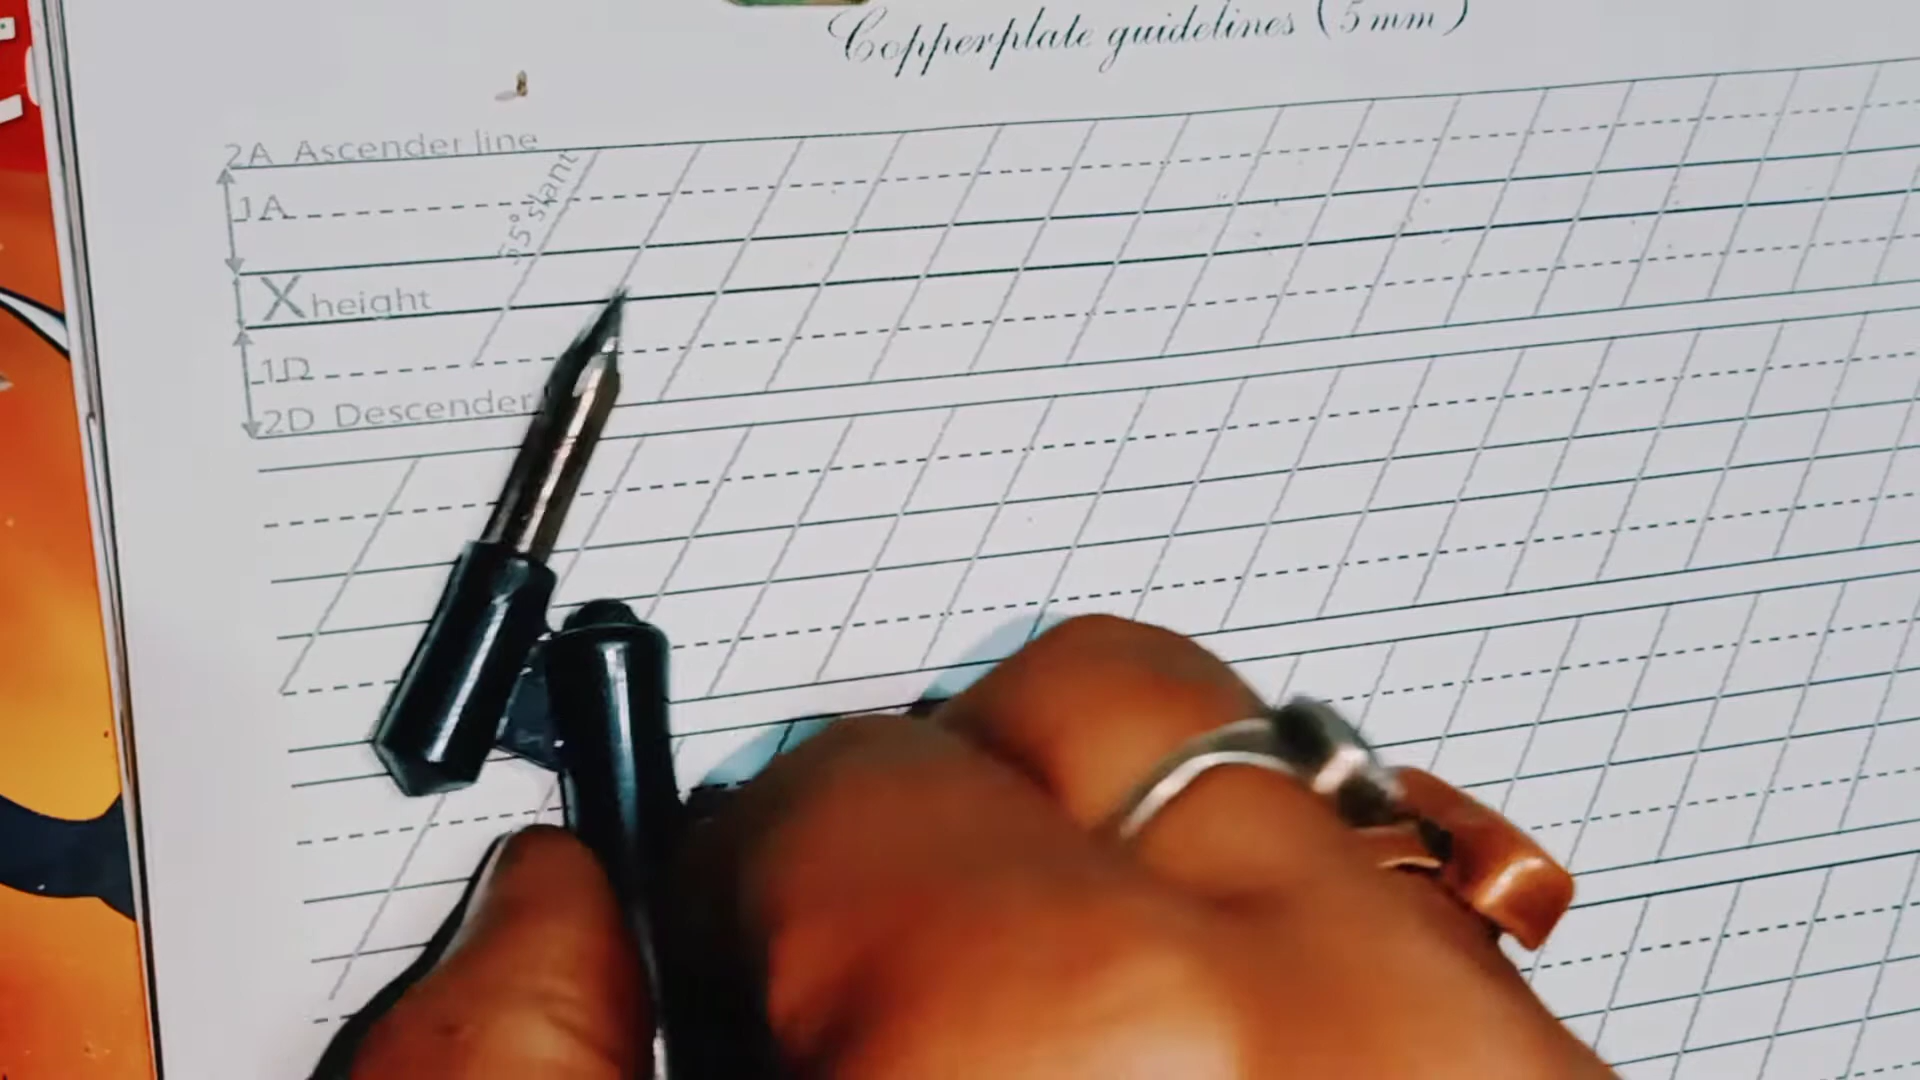 Copperplate guidelines (5mm)
2A Ascender line
1A
55° slant
X height
1D
2D Descender